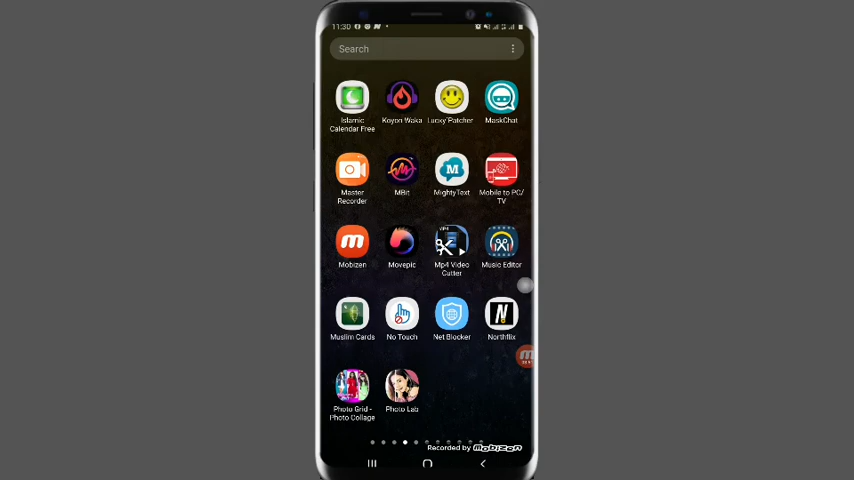 11:30
Search
Islamic Calendar Free
Koyon Waka
Lucky Patcher
MaskChat
Master Recorder
MBit
MightyText
Mobile to PC/ TV
Mobizen
Movepic
Mp4 Video Cutter
Music Editor
Muslim Cards
No Touch
Net Blocker
Northflix
Photo Grid - Photo Collage
Photo Lab
Recorded by Mobizen